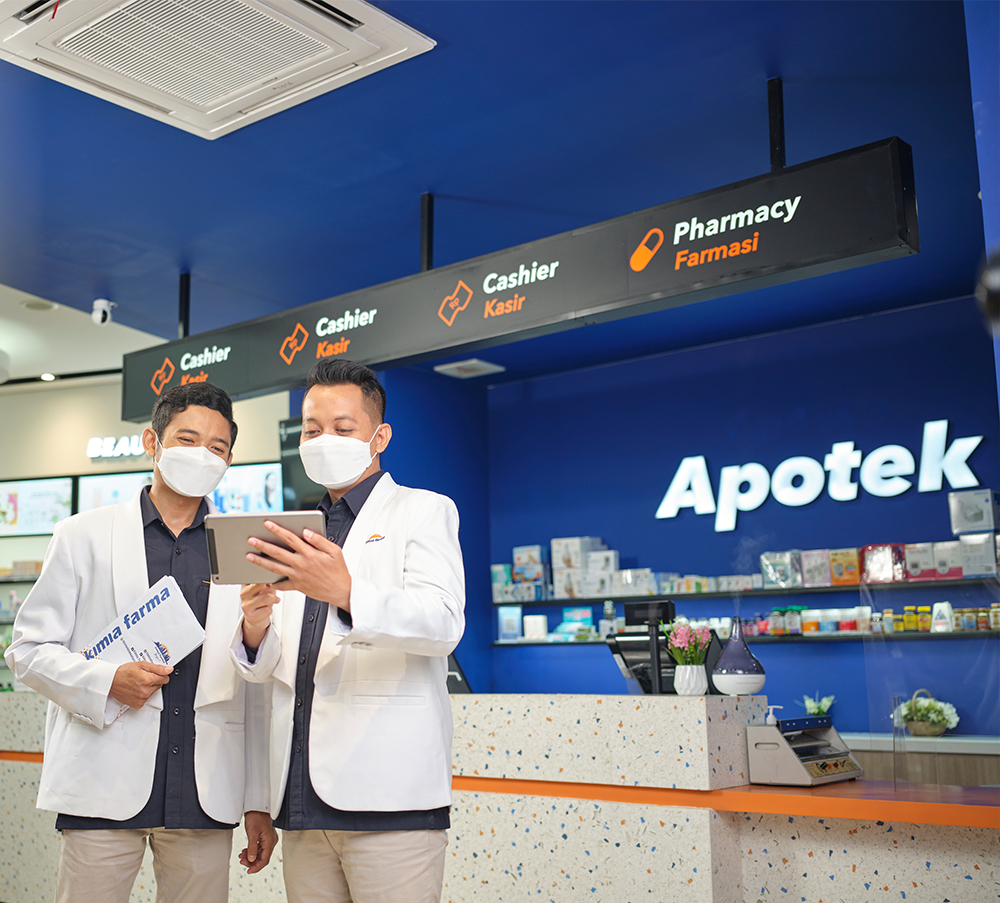 Pharmacy
Farmasi
Cashier
Kasir
Cashier
Kasir
Cashier
Kasir
Apotek
kimia farma